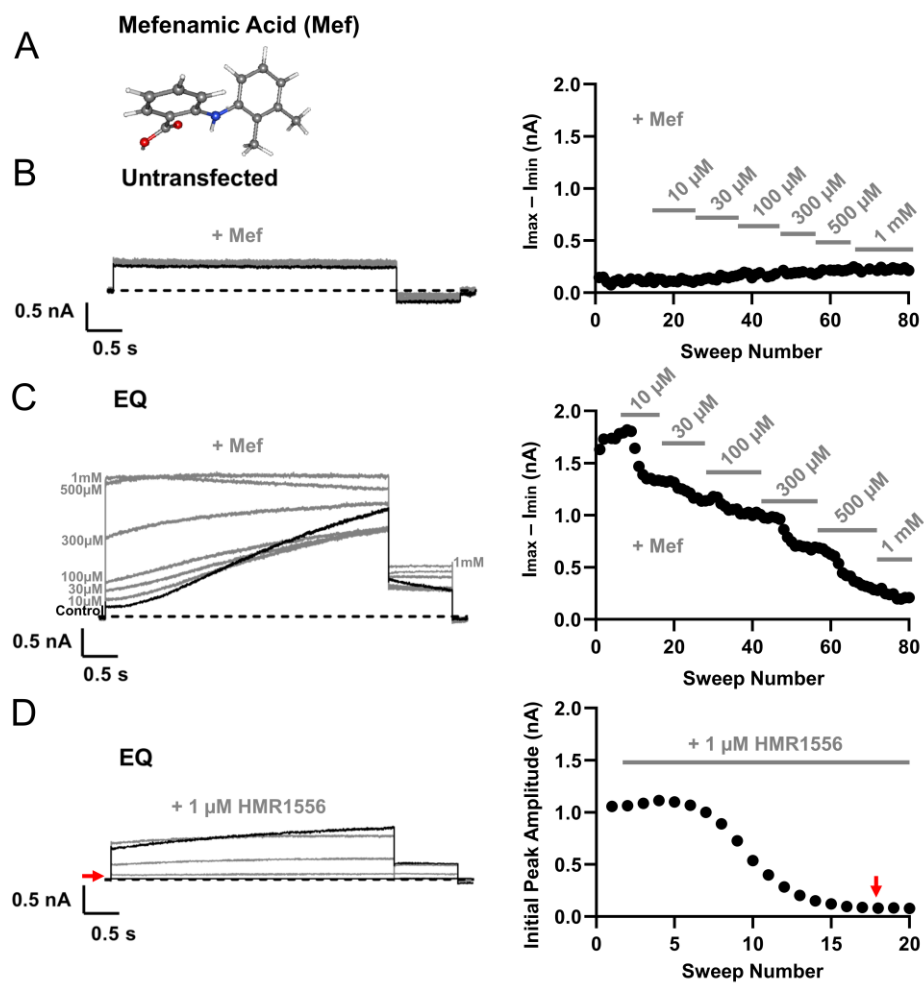 A
Mefenamic Acid (Mef)
B
Untransfected
+ Mef
0.5 nA
0.5 s
Imax – Imin (nA)
2.0
1.5
1.0
0.5
0.0
+ Mef
10 µM
30 µM
100 µM
300 µM
500 µM
1 mM
0
20
40
60
80
Sweep Number
C
EQ
+ Mef
1mM
500µM
300µM
100µM
30µM
10µM
Control
1mM
0.5 nA
0.5 s
Imax – Imin (nA)
2.0
1.5
1.0
0.5
0.0
10 µM
30 µM
100 µM
300 µM
500 µM
1 mM
+ Mef
0
20
40
60
80
Sweep Number
D
EQ
+ 1 µM HMR1556
0.5 nA
0.5 s
Initial Peak Amplitude (nA)
2.0
1.5
1.0
0.5
0.0
+ 1 µM HMR1556
0
5
10
15
20
Sweep Number